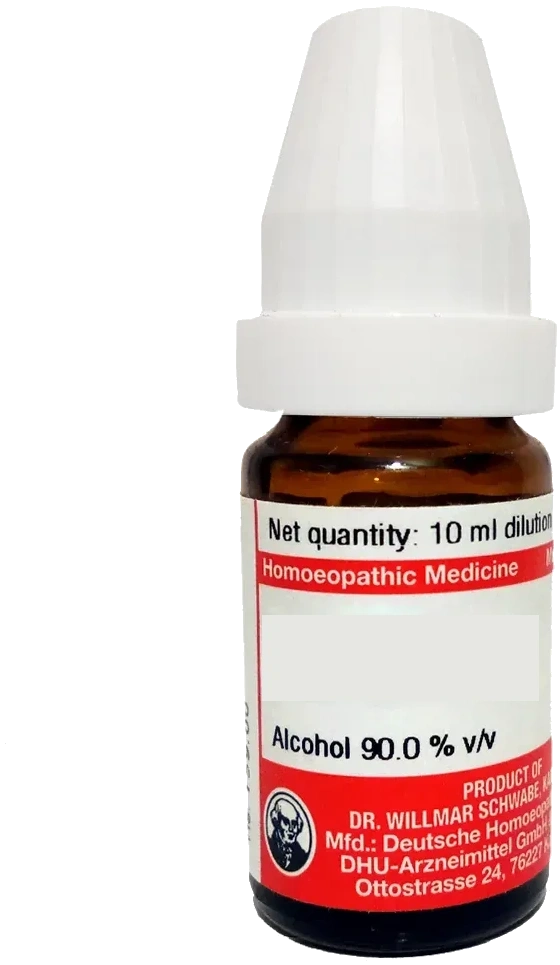 Net quantity: 10 ml dilution
Homoeopathic Medicine
Alcohol 90.0 % v/v
PRODUCT OF
DR. WILLMAR SCHWABE,
Mfd.: Deutsche
DHU-Arzneimittel GmbH
Ottostrasse 24, 76227